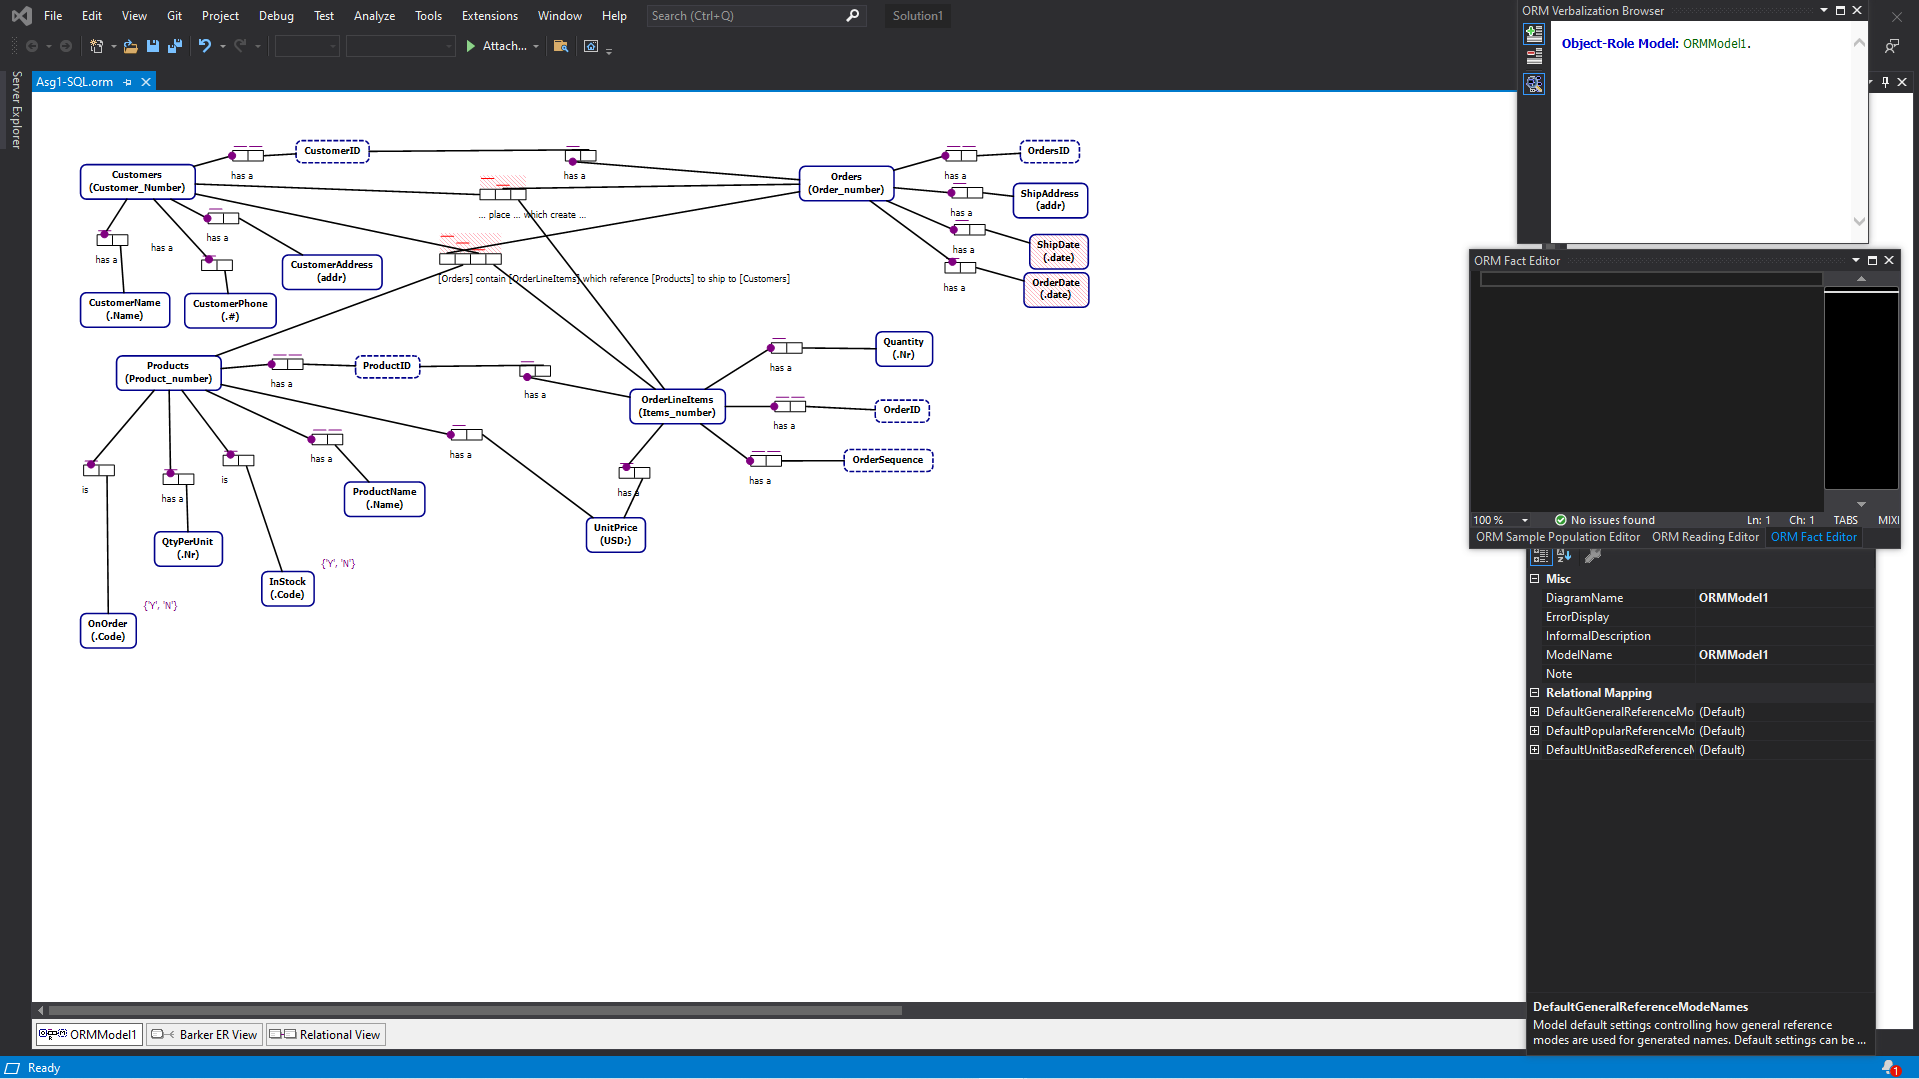 File Edit View Git Project Debug Test Analyze Tools Extensions Window Help Search (Ctrl+Q) Solution1
Attach...
Server Explorer
Asg1-SQL.orm
Customers
(Customer_Number)
has a
CustomerID
has a
has a
CustomerName
(.Name)
has a
CustomerPhone
(.#)
has a
CustomerAddress
(addr)
... place ... which create ...
[Orders] contain [OrderLineItems] which reference [Products] to ship to [Customers]
Orders
(Order_number)
has a
OrdersID
has a
ShipAddress
(addr)
has a
ShipDate
(.date)
has a
OrderDate
(.date)
Products
(Product_number)
has a
ProductID
has a
is
OnOrder
(.Code)
{'Y', 'N'}
has a
QtyPerUnit
(.Nr)
is
InStock
(.Code)
{'Y', 'N'}
has a
ProductName
(.Name)
has a
UnitPrice
(USD:)
has a
OrderLineItems
(Items_number)
has a
Quantity
(.Nr)
has a
OrderID
has a
OrderSequence
ORMModel1 Barker ER View Relational View
Ready
ORM Verbalization Browser
Object-Role Model: ORMModel1.
ORM Fact Editor
100 % No issues found Ln: 1 Ch: 1 TABS MIXI
ORM Sample Population Editor ORM Reading Editor ORM Fact Editor
Misc
DiagramName ORMModel1
ErrorDisplay
InformalDescription
ModelName ORMModel1
Note
Relational Mapping
DefaultGeneralReferenceMo (Default)
DefaultPopularReferenceMo (Default)
DefaultUnitBasedReferenceM (Default)
DefaultGeneralReferenceModeNames
Model default settings controlling how general reference
modes are used for generated names. Default settings can be ...
1